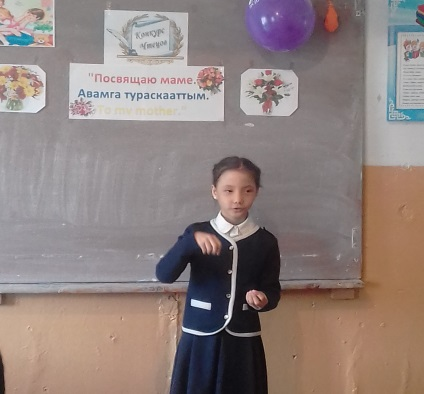 Конкурс
Чтецов
"Посвящаю маме.
Авамга тураскааттым.
To my mother."